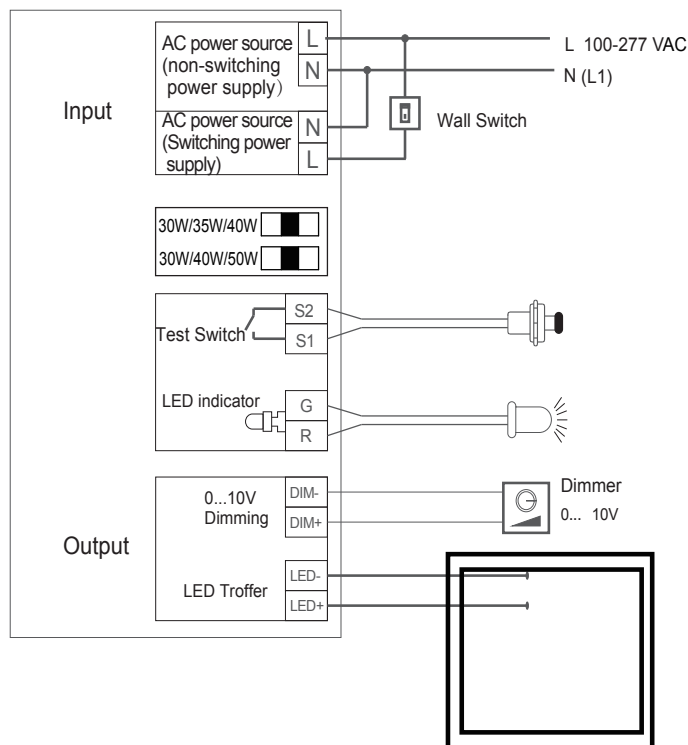 Input
AC power source
(non-switching
power supply）
L
N
AC power source
(Switching power
supply)
N
L
L 100-277 VAC
N (L1)
Wall Switch
30W/35W/40W
30W/40W/50W
Test Switch
S2
S1
LED indicator
G
R
Output
0...10V
Dimming
DIM-
DIM+
LED Troffer
LED-
LED+
Dimmer
0... 10V